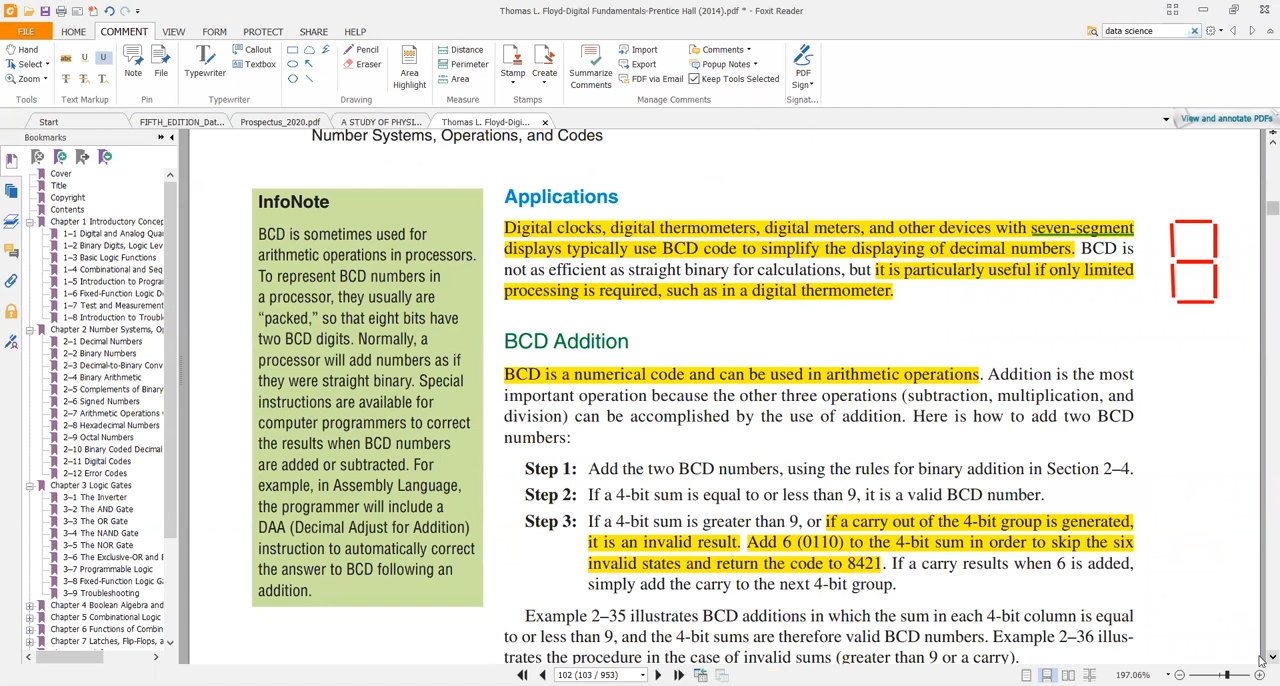 Thomas L. Floyd-Digital Fundamentals-Prentice Hall (2014).pdf * - Foxit Reader
FILE HOME COMMENT VIEW FORM PROTECT SHARE HELP
data science
Hand
Select
Zoom
Tools
Text Markup
Note
File
Pin
Typewriter
Callout
Textbox
Typewriter
Pencil
Eraser
Drawing
Area
Highlight
Distance
Perimeter
Area
Measure
Stamp
Create
Stamps
Summarize
Comments
Import
Export
FDF via Email
Comments
Popup Notes
Keep Tools Selected
Manage Comments
PDF
Sign
Signat...
Start
FIFTH_EDITION_Dat...
Prospectus_2020.pdf
A STUDY OF PHYSI...
Thomas L. Floyd-Digi...
View and annotate PDFs
Bookmarks
Cover
Title
Copyright
Contents
Chapter 1 Introductory Concep
1-1 Digital and Analog Quar
1-2 Binary Digits, Logic Leve
1-3 Basic Logic Functions
1-4 Combinational and Seq
1-5 Introduction to Program
1-6 Fixed-Function Logic D
1-7 Test and Measurement
1-8 Introduction to Troubl
Chapter 2 Number Systems, Op
2-1 Decimal Numbers
2-2 Binary Numbers
2-3 Decimal-to-Binary Conv
2-4 Binary Arithmetic
2-5 Complements of Binary
2-6 Signed Numbers
2-7 Arithmetic Operations
2-8 Hexadecimal Numbers
2-9 Octal Numbers
2-10 Binary Coded Decimal
2-11 Digital Codes
2-12 Error Codes
Chapter 3 Logic Gates
3-1 The Inverter
3-2 The AND Gate
3-3 The OR Gate
3-4 The NAND Gate
3-5 The NOR Gate
3-6 The Exclusive-OR and E
3-7 Programmable Logic
3-8 Fixed-Function Logic Ga
3-9 Troubleshooting
Chapter 4 Boolean Algebra and
Chapter 5 Combinational Logic
Chapter 6 Functions of Combin
Chapter 7 Latches, Flip-Flops, a
Number Systems, Operations, and Codes
InfoNote
BCD is sometimes used for
arithmetic operations in processors.
To represent BCD numbers in
a processor, they usually are
“packed,” so that eight bits have
two BCD digits. Normally, a
processor will add numbers as if
they were straight binary. Special
instructions are available for
computer programmers to correct
the results when BCD numbers
are added or subtracted. For
example, in Assembly Language,
the programmer will include a
DAA (Decimal Adjust for Addition)
instruction to automatically correct
the answer to BCD following an
addition.
Applications
Digital clocks, digital thermometers, digital meters, and other devices with seven-segment
displays typically use BCD code to simplify the displaying of decimal numbers. BCD is
not as efficient as straight binary for calculations, but it is particularly useful if only limited
processing is required, such as in a digital thermometer.
BCD Addition
BCD is a numerical code and can be used in arithmetic operations. Addition is the most
important operation because the other three operations (subtraction, multiplication, and
division) can be accomplished by the use of addition. Here is how to add two BCD
numbers:
Step 1: Add the two BCD numbers, using the rules for binary addition in Section 2–4.
Step 2: If a 4-bit sum is equal to or less than 9, it is a valid BCD number.
Step 3: If a 4-bit sum is greater than 9, or if a carry out of the 4-bit group is generated,
it is an invalid result. Add 6 (0110) to the 4-bit sum in order to skip the six
invalid states and return the code to 8421. If a carry results when 6 is added,
simply add the carry to the next 4-bit group.
Example 2–35 illustrates BCD additions in which the sum in each 4-bit column is equal
to or less than 9, and the 4-bit sums are therefore valid BCD numbers. Example 2–36 illus-
trates the procedure in the case of invalid sums (greater than 9 or a carry).
102 (103 / 953)
197.06%